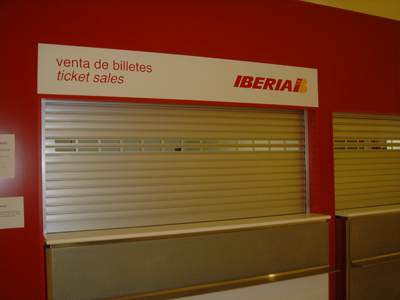 venta de billetes
ticket sales
IBERIA